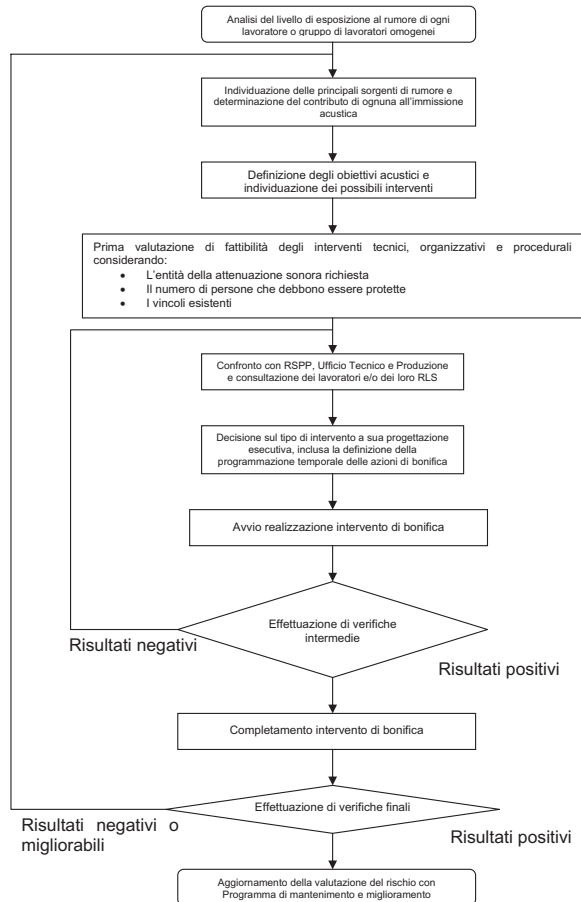 Analisi del livello di esposizione al rumore di ogni
lavoratore o gruppo di lavoratori omogenei
Individuazione delle principali sorgenti di rumore e
determinazione del contributo di ognuna all'immissione
acustica
Definizione degli obiettivi acustici e
individuazione dei possibili interventi
Prima valutazione di fattibilità degli interventi tecnici, organizzativi e procedurali
considerando:
• L'entità della attenuazione sonora richiesta
• Il numero di persone che debbono essere protette
• I vincoli esistenti
Confronto con RSPP, Ufficio Tecnico e Produzione
e consultazione dei lavoratori e/o dei loro RLS
Decisione sul tipo di intervento a sua progettazione
esecutiva, inclusa la definizione della
programmazione temporale delle azioni di bonifica
Avvio realizzazione intervento di bonifica
Effettuazione di verifiche
intermedie
Risultati negativi
Risultati positivi
Completamento intervento di bonifica
Effettuazione di verifiche finali
Risultati negativi o
migliorabili
Risultati positivi
Aggiornamento della valutazione del rischio con
Programma di mantenimento e miglioramento